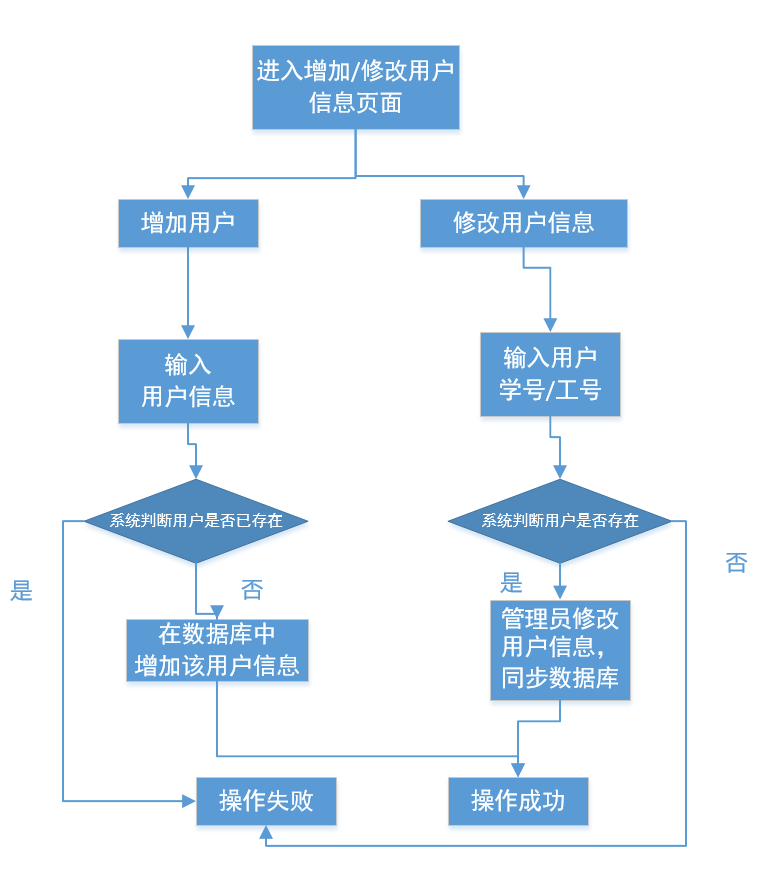 进入增加/修改用户
信息页面
增加用户
修改用户信息
输入
用户信息
输入用户
学号/工号
系统判断用户是否已存在
系统判断用户是否存在
是
否
是
否
在数据库中
增加该用户信息
管理员修改
用户信息，
同步数据库
操作失败
操作成功